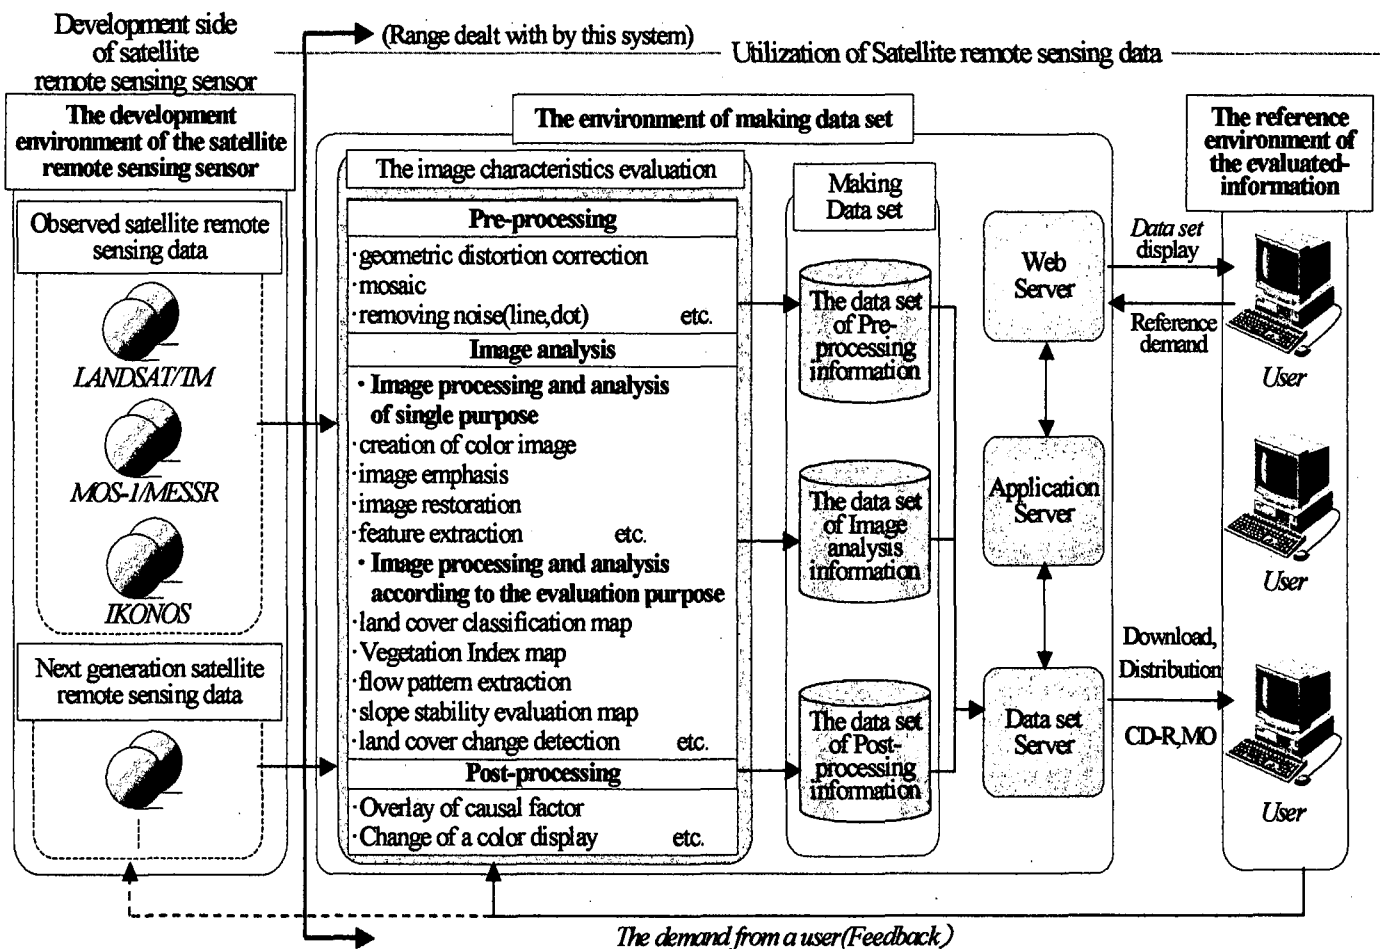 Development side
of satellite
remote sensing sensor
(Range dealt with by this system)
Utilization of Satellite remote sensing data
The development
environment of the satellite
remote sensing sensor
Observed satellite remote
sensing data
LANDSAT/TM
MOS-1/MESSR
IKONOS
Next generation satellite
remote sensing data
The environment of making data set
The image characteristics evaluation
Pre-processing
·geometric distortion correction
·mosaic
·removing noise(line,dot) etc.
Image analysis
・Image processing and analysis
of single purpose
·creation of color image
·image emphasis
·image restoration
·feature extraction etc.
・Image processing and analysis
according to the evaluation purpose
·land cover classification map
·Vegetation Index map
·flow pattern extraction
·slope stability evaluation map
·land cover change detection etc.
Post-processing
·Overlay of causal factor
·Change of a color display etc.
Making
Data set
The data set
of Pre-
processing
information
The data set
of Image
analysis
information
The data set
of Post-
processing
information
Web
Server
Application
Server
Data set
Server
Data set
display
Reference
demand
Download,
Distribution
CD-R,MO
The reference
environment of
the evaluated-
information
User
User
User
The demand from a user(Feedback)